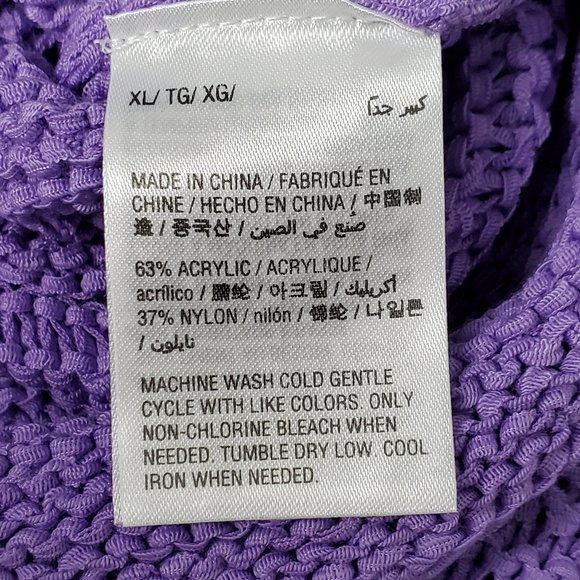 XL/ TG/ XG/
كبير جدًا
MADE IN CHINA / FABRIQUÉ EN
CHINE / HECHO EN CHINA / 中國制
造 / 중국산 / صنع في الصين /
63% ACRYLIC / ACRYLIQUE /
acrílico / 腈纶 / 아크릴 / أكريليك
37% NYLON / nilón / 锦纶 / 나일론
/ نايلون
MACHINE WASH COLD GENTLE
CYCLE WITH LIKE COLORS. ONLY
NON-CHLORINE BLEACH WHEN
NEEDED. TUMBLE DRY LOW. COOL
IRON WHEN NEEDED.